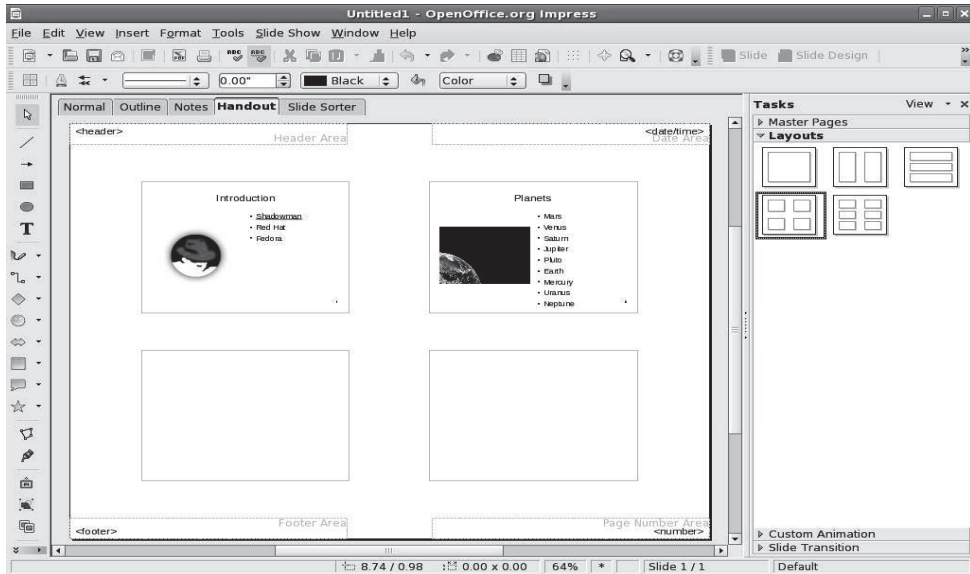 Untitled1 - OpenOffice.org Impress
File Edit View Insert Format Tools Slide Show Window Help
Slide Slide Design
0.00" Black Color
Normal Outline Notes Handout Slide Sorter
Tasks View
Master Pages
Layouts
<header>
Header Area
<date/time>
Date Area
Introduction
• Shadowman
• Red Hat
• Fedora
Planets
• Mars
• Venus
• Saturn
• Jupiter
• Pluto
• Earth
• Mercury
• Uranus
• Neptune
Footer Area
<footer>
Page Number Area
<number>
Custom Animation
Slide Transition
8.74 / 0.98 0.00 x 0.00 64% * Slide 1 / 1 Default